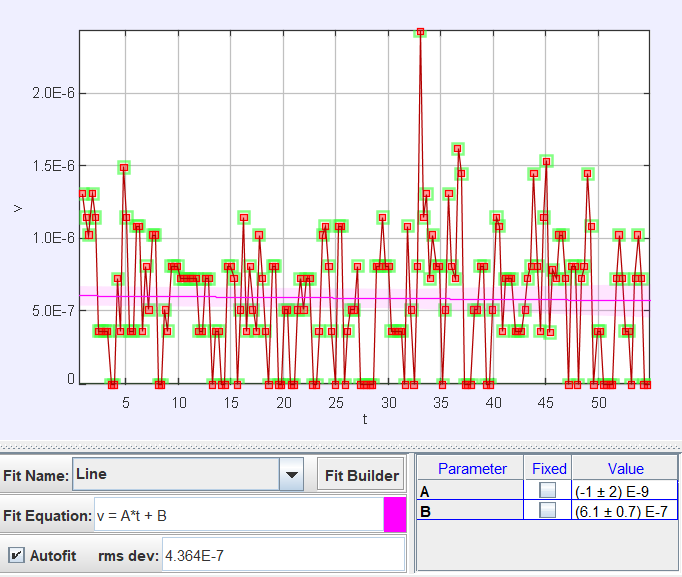 2.0E-6
1.5E-6
v
1.0E-6
5.0E-7
0
5 10 15 20 25 30 35 40 45 50
t
Fit Name: Line Fit Builder
Fit Equation: v = A*t + B
Autofit rms dev: 4.364E-7
Parameter Fixed Value
A (-1 ± 2) E-9
B (6.1 ± 0.7) E-7